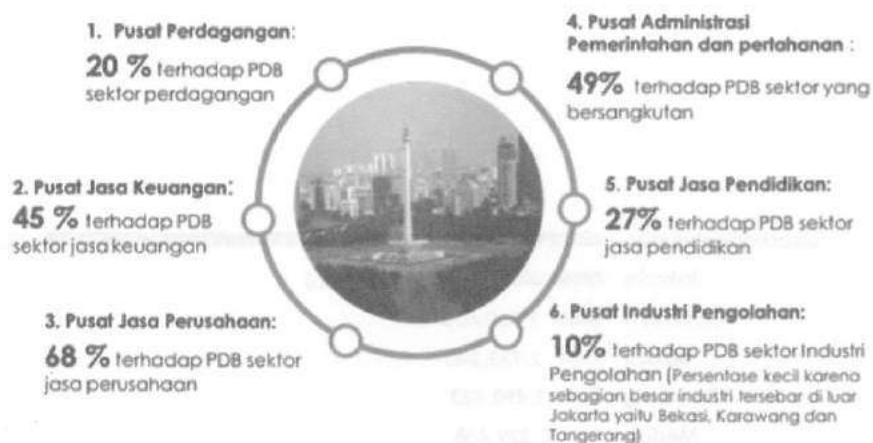 1. Pusat Perdagangan:
20 % terhadap PDB
sektor perdagangan
2. Pusat Jasa Keuangan:
45 % terhadap PDB
sektor jasa keuangan
3. Pusat Jasa Perusahaan:
68 % terhadap PDB sektor
jasa perusahaan
4. Pusat Administrasi
Pemerintahan dan pertahanan :
49% terhadap PDB sektor yang
bersangkutan
5. Pusat Jasa Pendidikan:
27% terhadap PDB sektor
jasa pendidikan
6. Pusat Industri Pengolahan:
10% terhadap PDB sektor Industri
Pengolahan (Persentase kecil karena
sebagian besar industri tersebar di luar
Jakarta yaitu Bekasi, Karawang dan
Tangerang)